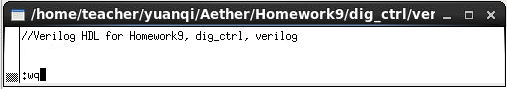 /home/teacher/yuanqi/Aether/Homework9/dig_ctrl/ver
//Verilog HDL for Homework9, dig_ctrl, verilog
:wq